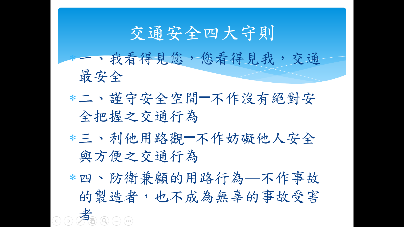 交通安全四大守則
一、我看得見您，您看得見我，交通
最安全
二、謹守安全空間─不作沒有絕對安
全把握之交通行為
三、利他用路觀─不作妨礙他人安全
與方便之交通行為
四、防衛兼顧的用路行為─不作事故
的製造者，也不成為無辜的事故受害
者